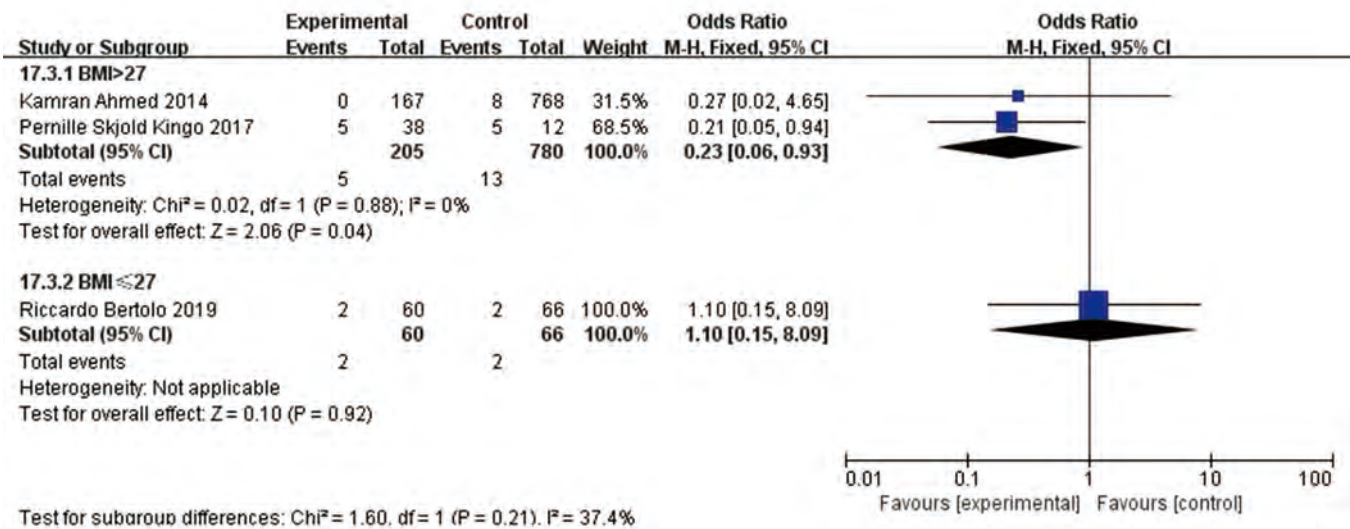 Experimental Control Odds Ratio Odds Ratio
Study or Subgroup Events Total Events Total Weight M-H, Fixed, 95% CI M-H, Fixed, 95% CI
17.3.1 BMI>27
Kamran Ahmed 2014 0 167 8 768 31.5% 0.27 [0.02, 4.65]
Pernille Skjold Kingo 2017 5 38 5 12 68.5% 0.21 [0.05, 0.94]
Subtotal (95% CI) 205 780 100.0% 0.23 [0.06, 0.93]
Total events 5 13
Heterogeneity: Chi² = 0.02, df = 1 (P = 0.88); I² = 0%
Test for overall effect: Z = 2.06 (P = 0.04)
17.3.2 BMI≤27
Riccardo Bertolo 2019 2 60 2 66 100.0% 1.10 [0.15, 8.09]
Subtotal (95% CI) 60 66 100.0% 1.10 [0.15, 8.09]
Total events 2 2
Heterogeneity: Not applicable
Test for overall effect: Z = 0.10 (P = 0.92)
0.01 0.1 1 10 100
Favours [experimental] Favours [control]
Test for subgroup differences: Chi² = 1.60, df = 1 (P = 0.21), I² = 37.4%